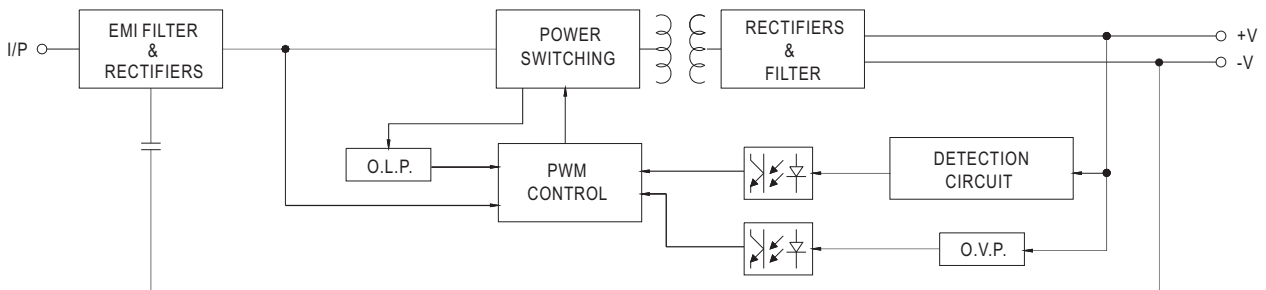 I/P
EMI FILTER
&
RECTIFIERS
POWER
SWITCHING
RECTIFIERS
&
FILTER
+V
-V
O.L.P.
PWM
CONTROL
DETECTION
CIRCUIT
O.V.P.